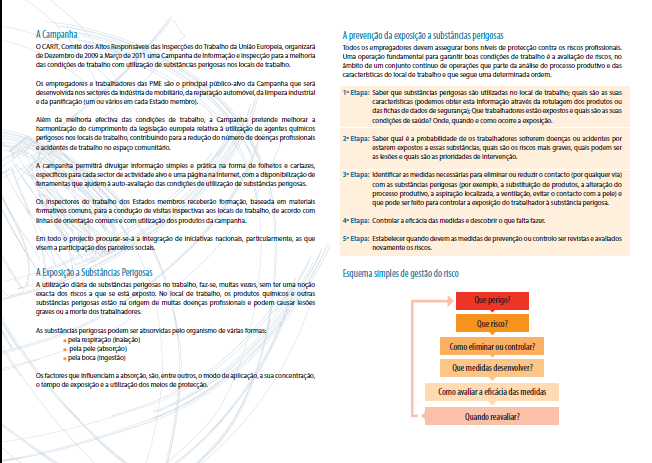 A Campanha
O CARIT, Comité dos Altos Responsáveis das Inspecções do Trabalho da União Europeia, organizará
de Dezembro de 2009 a Março de 2011 uma Campanha de Informação e Inspecção para a melhoria
das condições de trabalho com utilização de substâncias perigosas nos locais de trabalho.
Os empregadores e trabalhadores das PME são o principal público-alvo da Campanha que será
desenvolvida nos sectores da indústria de mobiliário, da reparação automóvel, da limpeza industrial
e da panificação (um ou vários em cada Estado membro).
Além da melhoria efectiva das condições de trabalho, a Campanha pretende melhorar a
harmonização do cumprimento da legislação europeia relativa à utilização de agentes químicos
perigosos nos locais de trabalho, contribuindo para a redução do número de doenças profissionais
e acidentes de trabalho no espaço comunitário.
A campanha permitirá divulgar informação simples e prática na forma de folhetos e cartazes,
específicos para cada sector de actividade alvo e uma página na Internet, com a disponibilização de
ferramentas que ajudem à auto-avaliação das condições de utilização de substâncias perigosas.
Os inspectores do trabalho dos Estados membros receberão formação, baseada em materiais
formativos comuns, para a condução de visitas inspectivas aos locais de trabalho, de acordo com
linhas de orientação comuns e com utilização dos produtos da campanha.
Em todo o projecto procurar-se-á a integração de iniciativas nacionais, particularmente, as que
visem a participação dos parceiros sociais.
A Exposição a Substâncias Perigosas
A utilização diária de substâncias perigosas no trabalho, faz-se, muitas vezes, sem ter uma noção
exacta dos riscos a que se está exposto. No local de trabalho, os produtos químicos e outras
substâncias perigosas estão na origem de muitas doenças profissionais e podem causar lesões
graves ou a morte dos trabalhadores.
As substâncias perigosas podem ser absorvidas pelo organismo de várias formas:
pela respiração (inalação)
pela pele (absorção)
pela boca (ingestão)
Os factores que influenciam a absorção, são, entre outros, o modo de aplicação, a sua concentração,
o tempo de exposição e a utilização dos meios de protecção.
A prevenção da exposição a substâncias perigosas
Todos os empregadores devem assegurar bons níveis de protecção contra os riscos profissionais.
Uma operação fundamental para garantir boas condições de trabalho é a avaliação de riscos, no
âmbito de um conjunto contínuo de operações que parta da análise do processo produtivo e das
características do local de trabalho e que segue uma determinada ordem.
1ª Etapa: Saber que substâncias perigosas são utilizadas no local de trabalho; quais são as suas
características (podemos obter esta informação através da rotulagem dos produtos ou
das fichas de dados de segurança); Que trabalhadores estão expostos e quais são as suas
condições de saúde? Onde, quando e como ocorre a exposição.
2ª Etapa: Saber qual é a probabilidade de os trabalhadores sofrerem doenças ou acidentes por
estarem expostos a essas substâncias, quais são os riscos mais graves, quais podem ser
as lesões e quais são as prioridades de intervenção.
3ª Etapa: Identificar as medidas necessárias para eliminar ou reduzir o contacto (por qualquer via)
com as substâncias perigosas (por exemplo, a substituição de produtos, a alteração do
processo produtivo, a aspiração localizada, a ventilação, evitar o contacto com a pele) e
que pode ser feito para controlar a exposição do trabalhador à substância perigosa.
4ª Etapa: Controlar a eficácia das medidas e descobrir o que falta fazer.
5ª Etapa: Estabelecer quando devem as medidas de prevenção ou controlo ser revistas e avaliados
novamente os riscos.
Esquema simples de gestão do risco
Que perigo?
Que risco?
Como eliminar ou controlar?
Que medidas desenvolver?
Como avaliar a eficácia das medidas
Quando reavaliar?